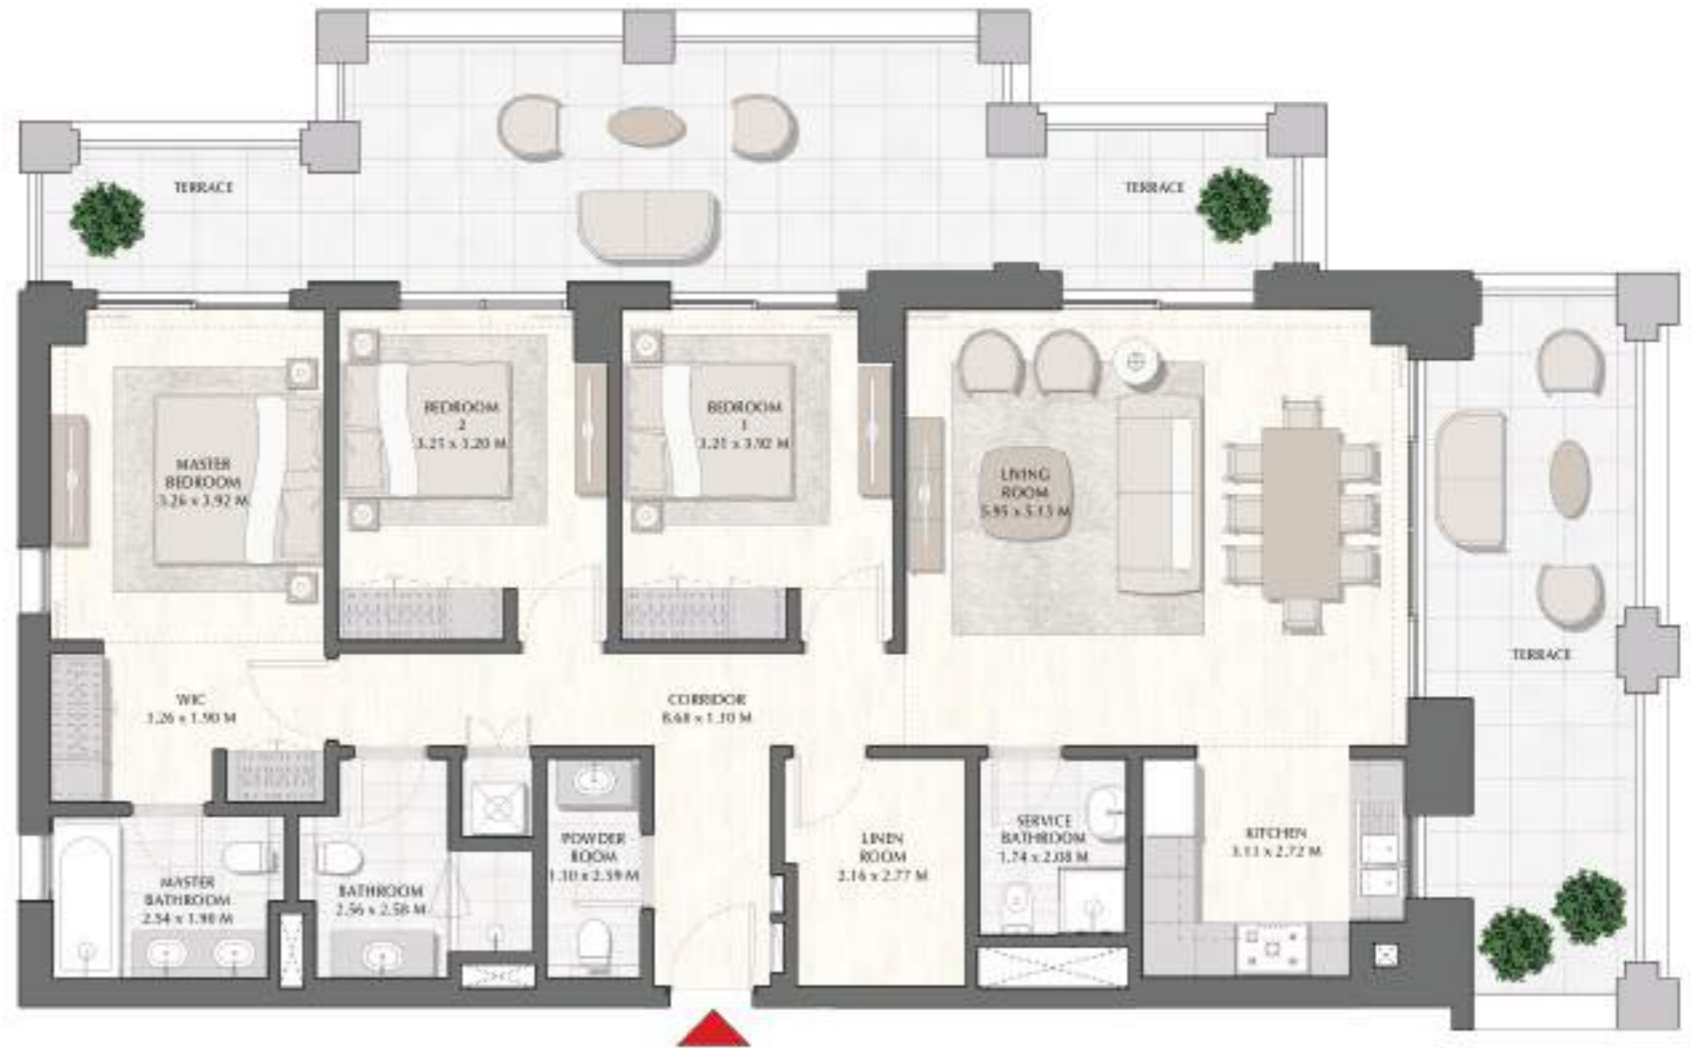 TERRACE
TERRACE
BEDROOM
2
3.21 x 3.20 M
BEDROOM
1
3.21 x 3.92 M
MASTER
BEDROOM
3.26 x 3.92 M
LIVING
ROOM
5.95 x 5.15 M
TERRACE
WIC
3.26 x 1.90 M
CORRIDOR
8.68 x 1.10 M
POWDER
ROOM
1.10 x 2.59 M
LINEN
ROOM
2.16 x 2.77 M
SERVICE
BATHROOM
1.74 x 2.08 M
KITCHEN
3.13 x 2.72 M
MASTER
BATHROOM
2.54 x 1.90 M
BATHROOM
2.56 x 2.58 M